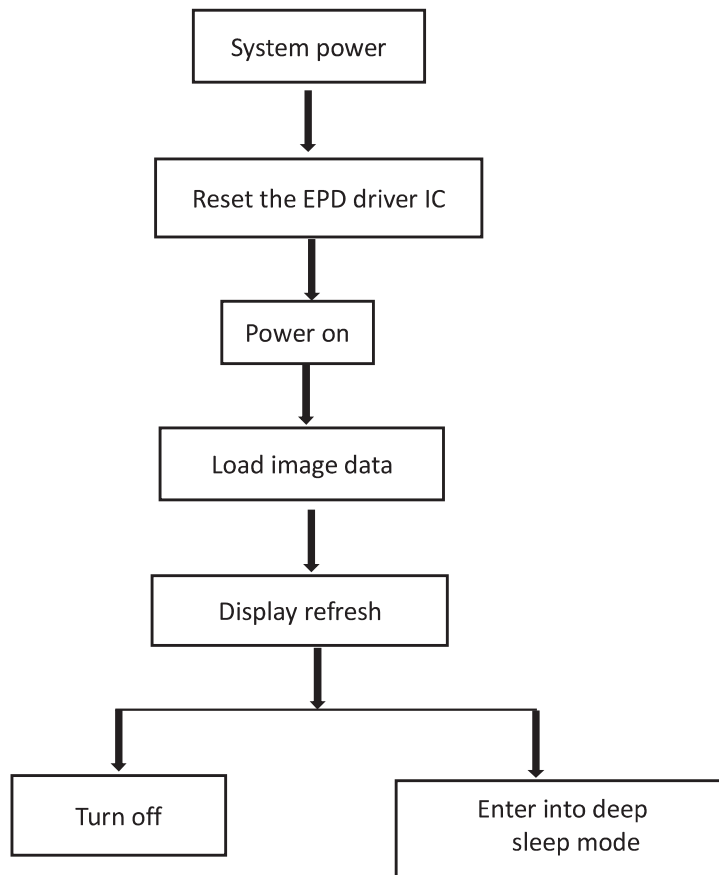 System power
Reset the EPD driver IC
Power on
Load image data
Display refresh
Turn off
Enter into deep
sleep mode